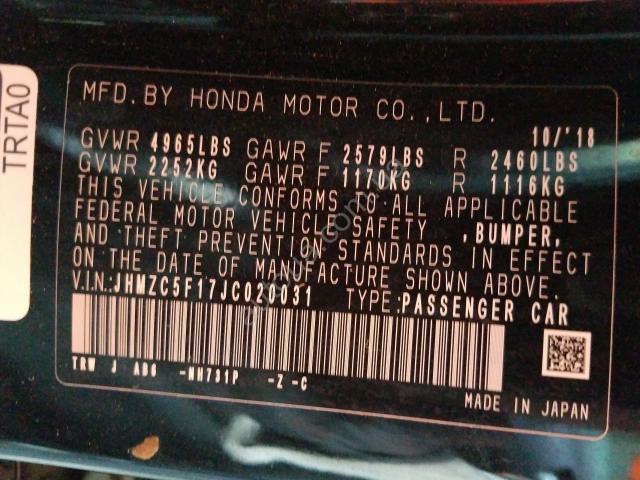 TRTA0
MFD. BY HONDA MOTOR CO., LTD.
10/'18
GVWR 4965LBS GAWR F 2579LBS R 2460LBS
GVWR 2252KG GAWR F 1170KG R 1116KG
THIS VEHICLE CONFORMS TO ALL APPLICABLE
FEDERAL MOTOR VEHICLE SAFETY ,BUMPER,
AND THEFT PREVENTION STANDARDS IN EFFECT
ON THE DATE OF MANUFACTURE SHOWN ABOVE.
V.I.N.:JHMZC5F17JC020031 TYPE:PASSENGER CAR
TRW J AB6 -NH731P -Z -C
MADE IN JAPAN